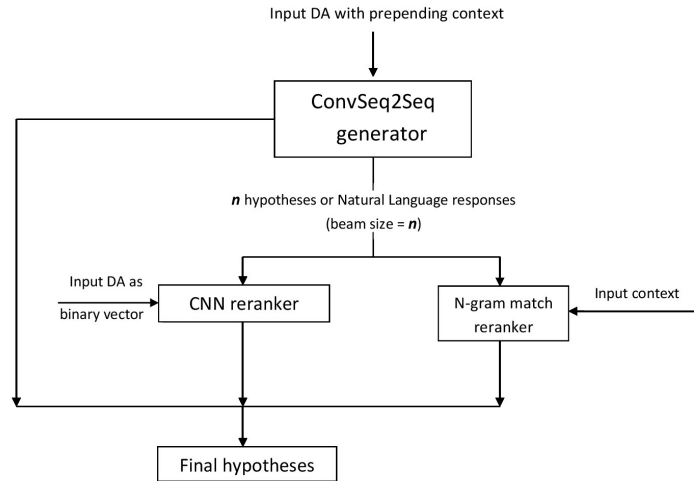 Input DA with prepending context
ConvSeq2Seq
generator
n hypotheses or Natural Language responses
(beam size = n)
Input DA as
binary vector
CNN reranker
N-gram match
reranker
Input context
Final hypotheses